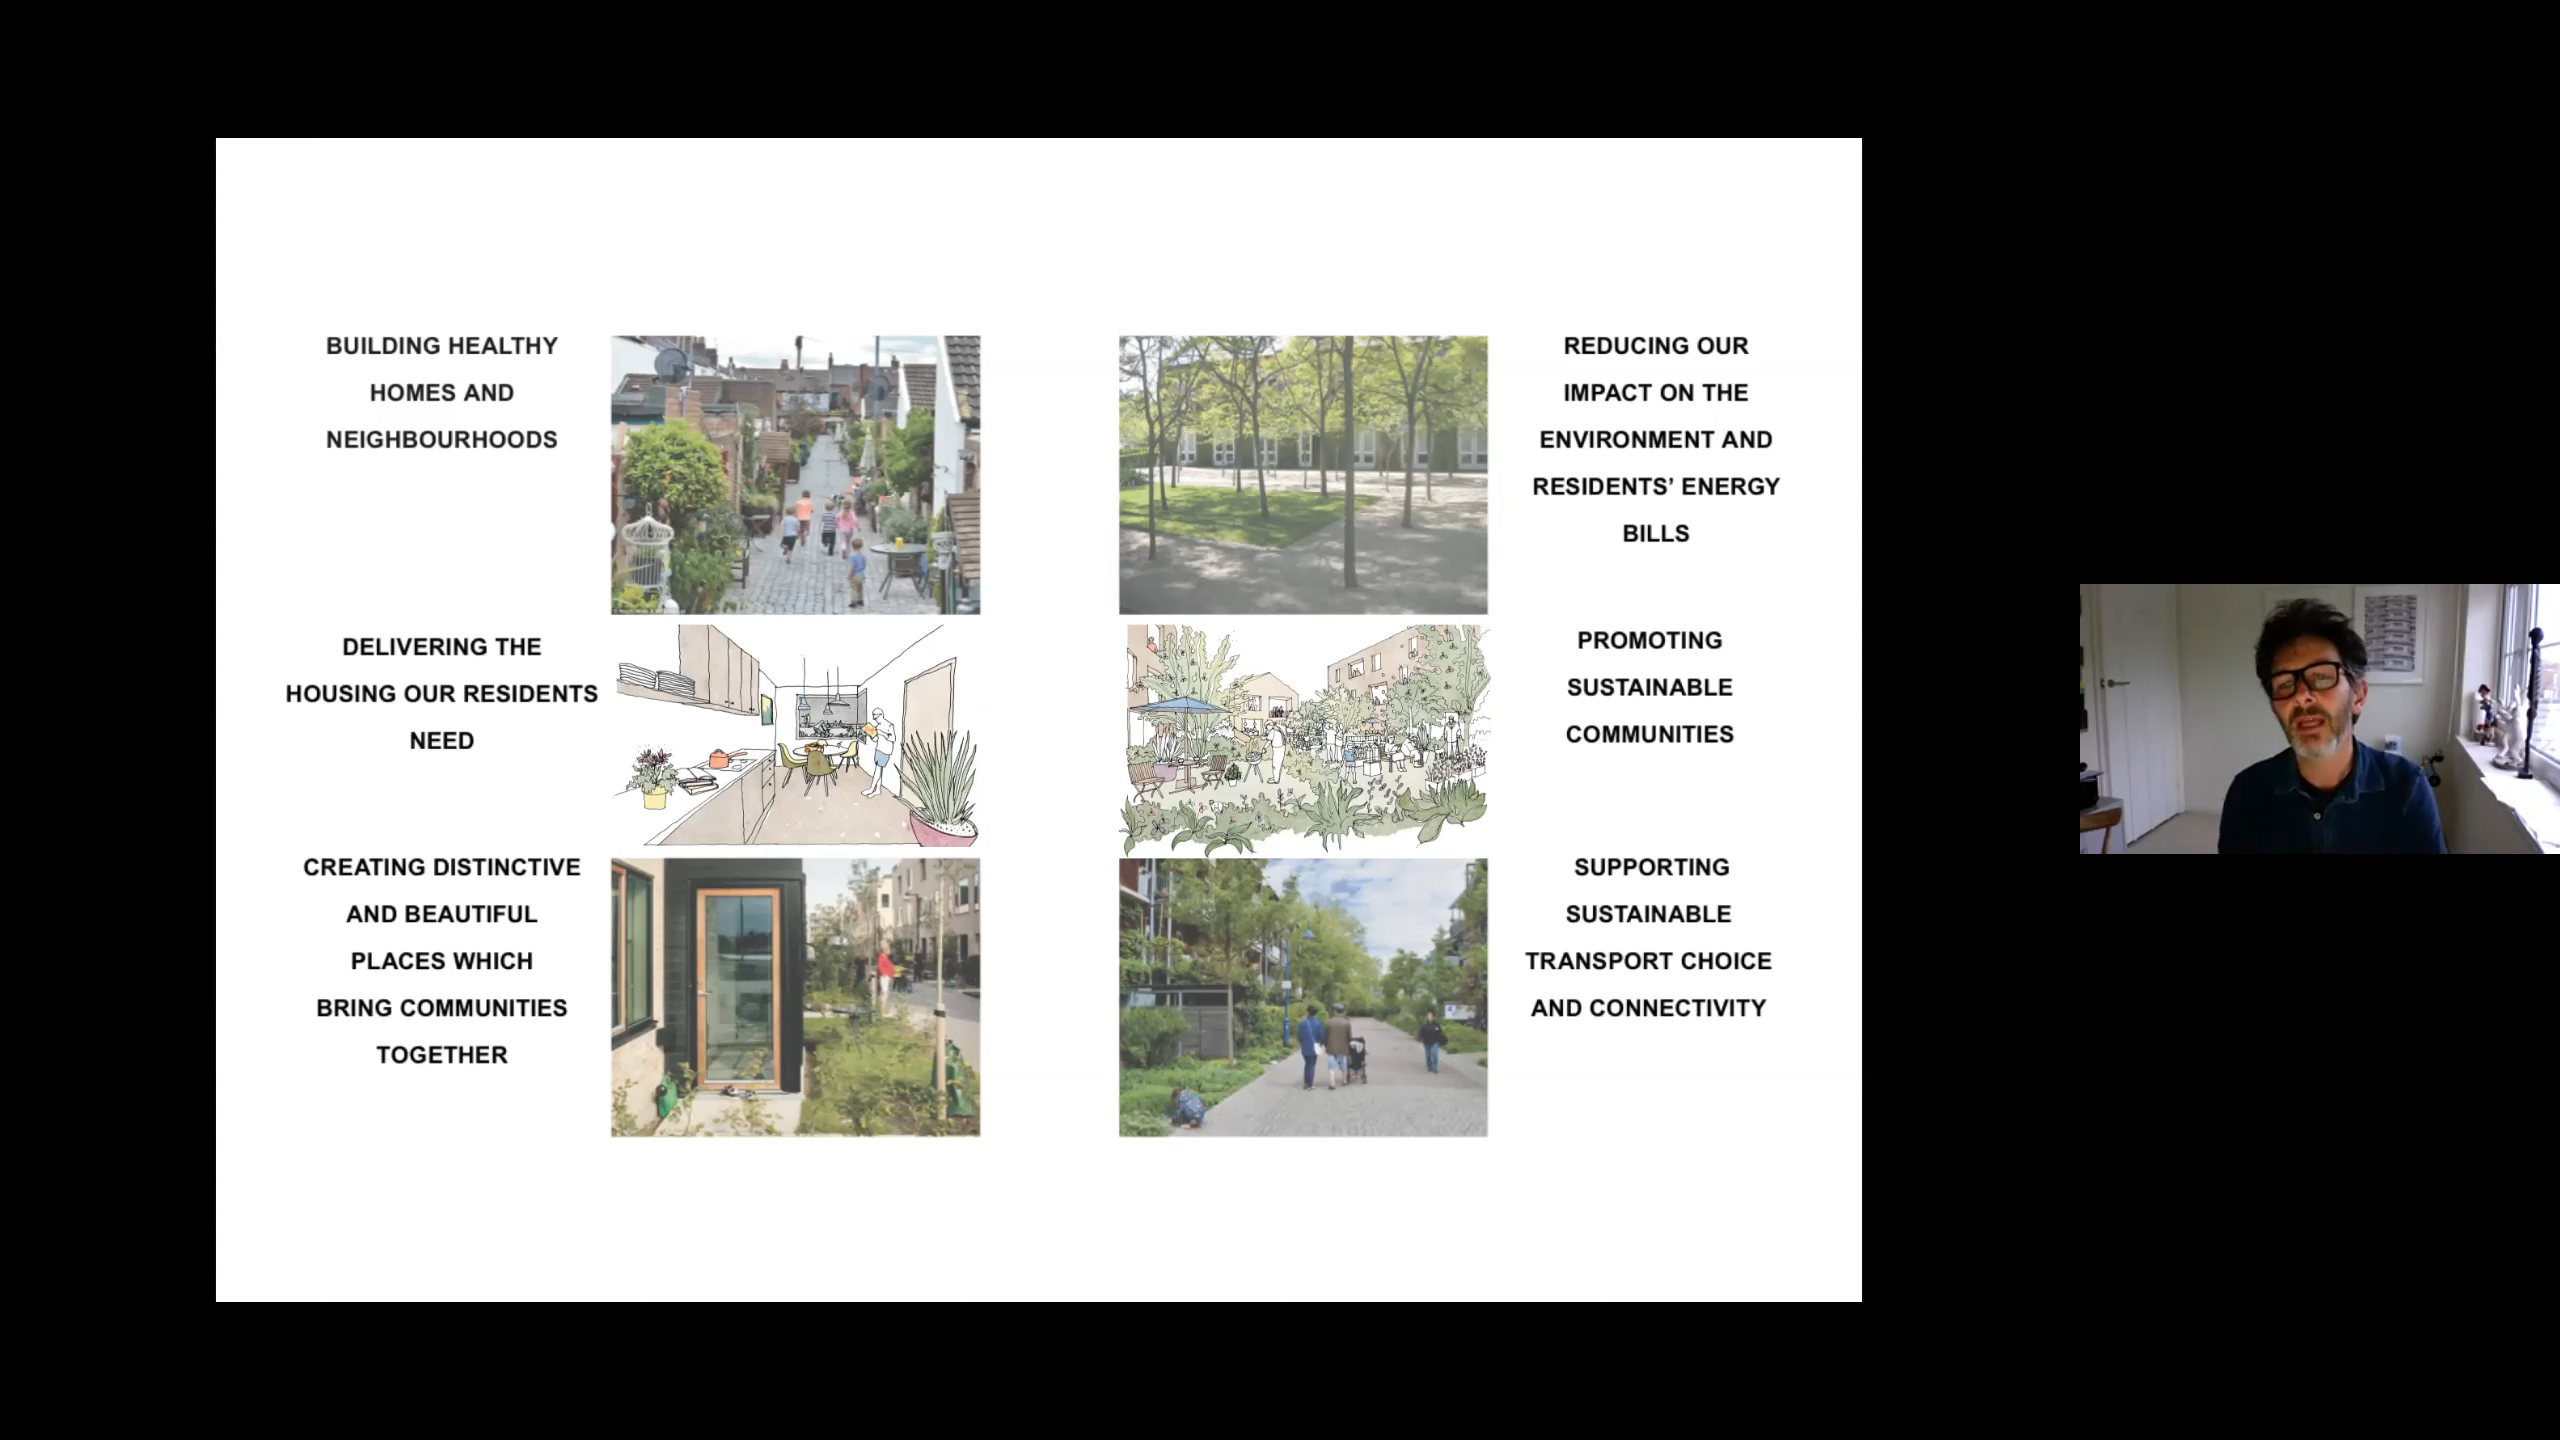 BUILDING HEALTHY
HOMES AND
NEIGHBOURHOODS
DELIVERING THE
HOUSING OUR RESIDENTS
NEED
CREATING DISTINCTIVE
AND BEAUTIFUL
PLACES WHICH
BRING COMMUNITIES
TOGETHER
REDUCING OUR
IMPACT ON THE
ENVIRONMENT AND
RESIDENTS’ ENERGY
BILLS
PROMOTING
SUSTAINABLE
COMMUNITIES
SUPPORTING
SUSTAINABLE
TRANSPORT CHOICE
AND CONNECTIVITY